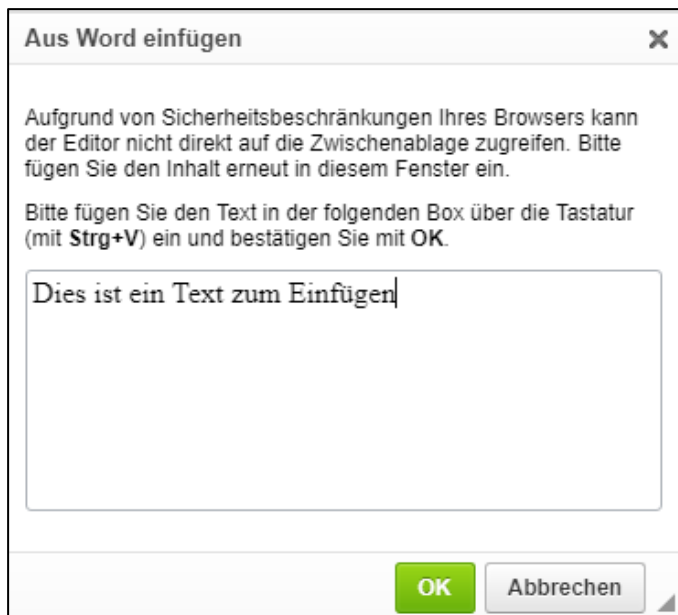 Aus Word einfügen
Aufgrund von Sicherheitsbeschränkungen Ihres Browsers kann
der Editor nicht direkt auf die Zwischenablage zugreifen. Bitte
fügen Sie den Inhalt erneut in diesem Fenster ein.
Bitte fügen Sie den Text in der folgenden Box über die Tastatur
(mit Strg+V) ein und bestätigen Sie mit OK.
Dies ist ein Text zum Einfügen
OK Abbrechen